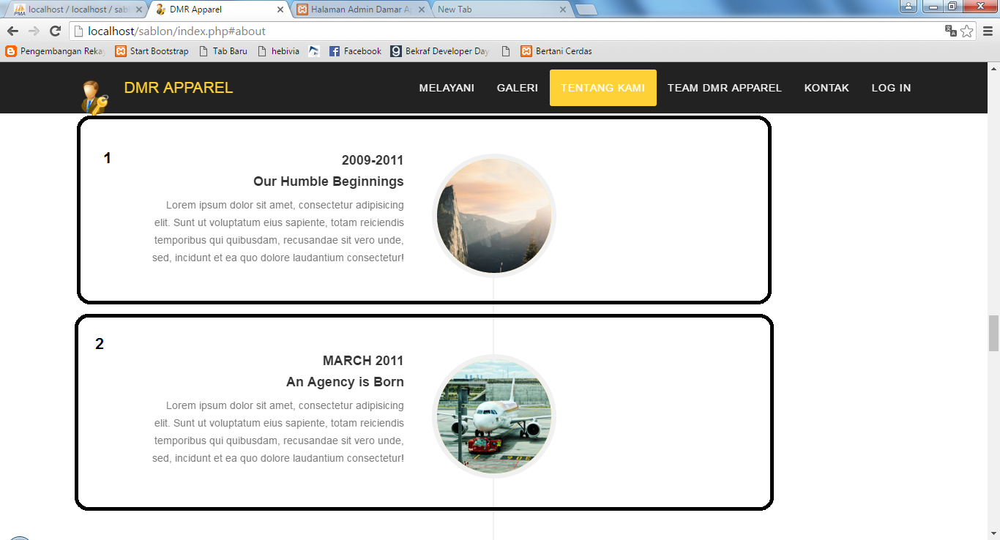 PMA localhost / localhost / sabl
DMR Apparel
Halaman Admin Damar A
New Tab
localhost/sablon/index.php#about
Pengembangan Reka
Start Bootstrap
Tab Baru
hebivia
Facebook
Bekraf Developer Day
Bertani Cerdas
DMR APPAREL
MELAYANI
GALERI
TENTANG KAMI
TEAM DMR APPAREL
KONTAK
LOG IN
1
2009-2011
Our Humble Beginnings
Lorem ipsum dolor sit amet, consectetur adipisicing
elit. Sunt ut voluptatum eius sapiente, totam reiciendis
temporibus qui quibusdam, recusandae sit vero unde,
sed, incidunt et ea quo dolore laudantium consectetur!
2
MARCH 2011
An Agency is Born
Lorem ipsum dolor sit amet, consectetur adipisicing
elit. Sunt ut voluptatum eius sapiente, totam reiciendis
temporibus qui quibusdam, recusandae sit vero unde,
sed, incidunt et ea quo dolore laudantium consectetur!